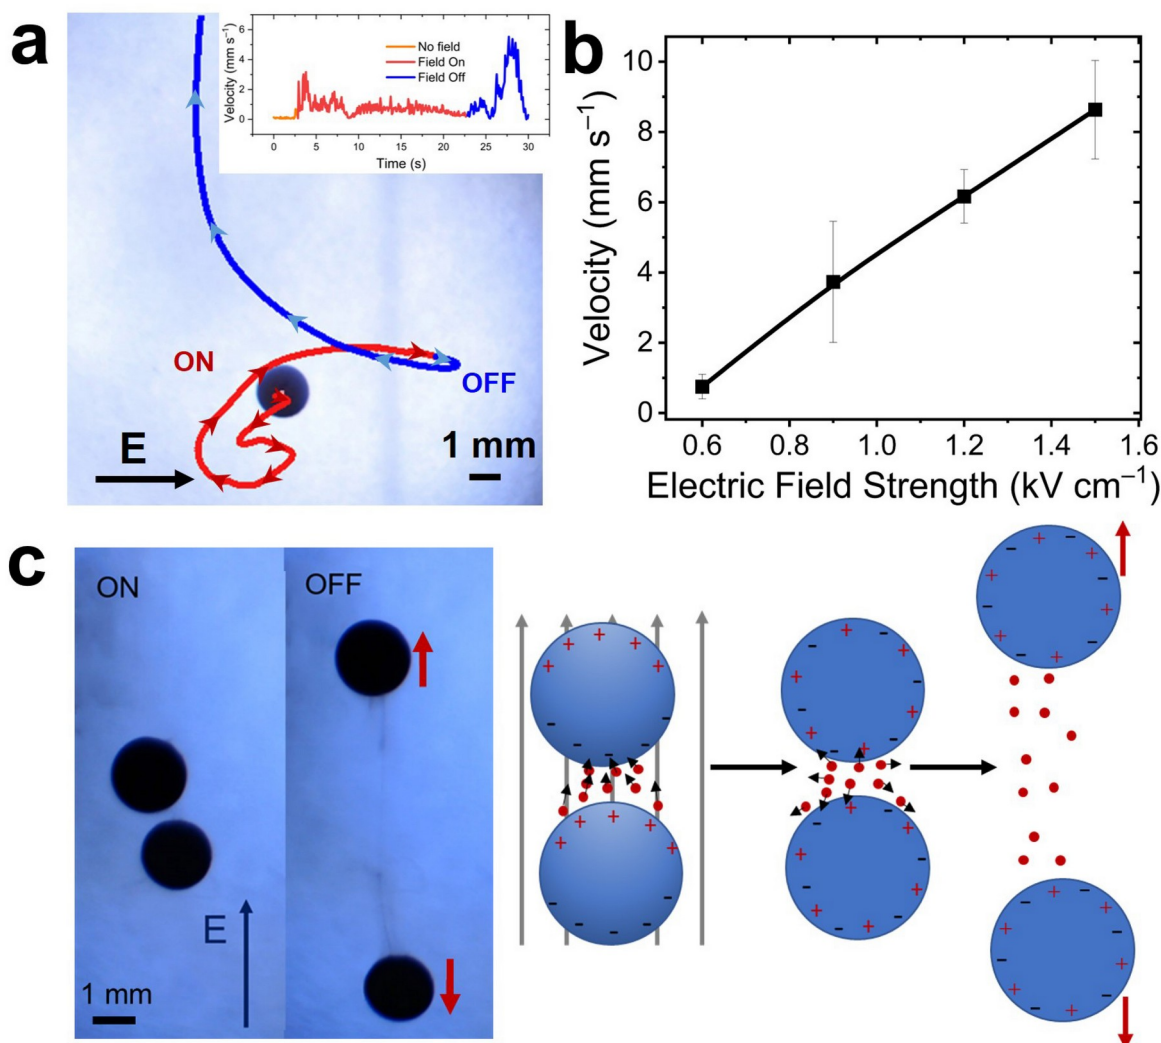 a
Velocity (mm s⁻¹)
6
4
2
0
No field
Field On
Field Off
0 5 10 15 20 25 30
Time (s)
ON
OFF
E
1 mm
b
Velocity (mm s⁻¹)
10
8
6
4
2
0
0.6 0.8 1.0 1.2 1.4 1.6
Electric Field Strength (kV cm⁻¹)
c
ON
OFF
E
1 mm